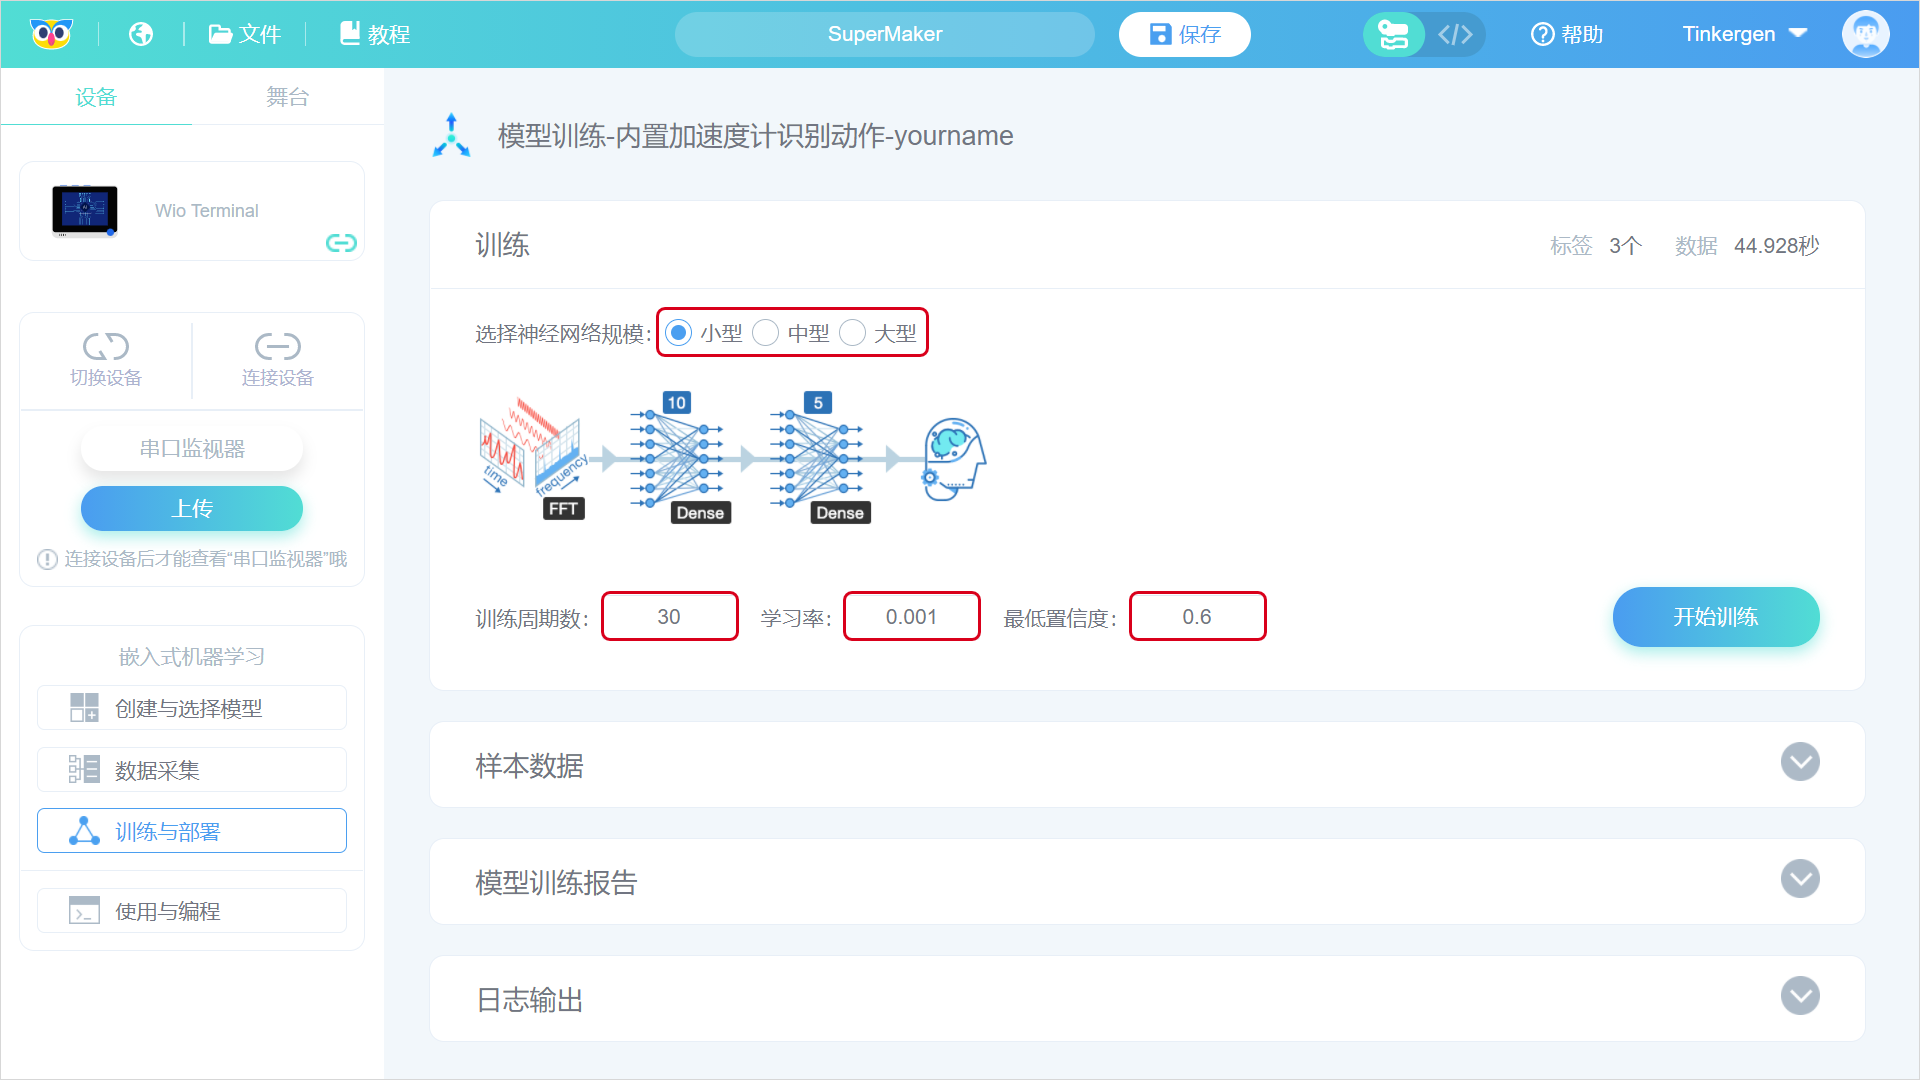 文件
教程
SuperMaker
保存
</>
帮助
Tinkergen
设备
舞台
Wio Terminal
切换设备
连接设备
串口监视器
上传
连接设备后才能查看“串口监视器”哦
嵌入式机器学习
创建与选择模型
数据采集
训练与部署
使用与编程
模型训练-内置加速度计识别动作-yourname
训练
标签 3个 数据 44.928秒
选择神经网络规模: 小型 中型 大型
10
5
time
frequency
FFT
Dense
Dense
训练周期数: 30 学习率: 0.001 最低置信度: 0.6
开始训练
样本数据
模型训练报告
日志输出